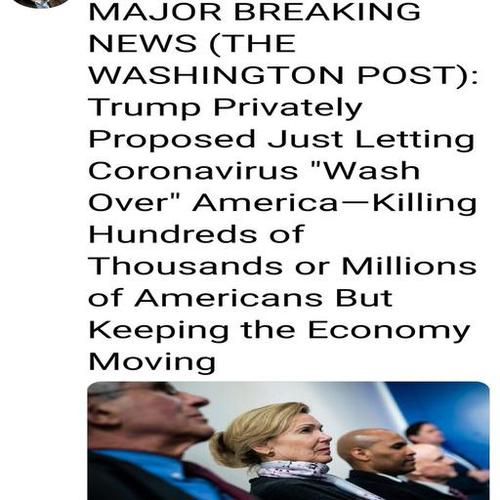 MAJOR BREAKING
NEWS (THE
WASHINGTON POST):
Trump Privately
Proposed Just Letting
Coronavirus "Wash
Over" America—Killing
Hundreds of
Thousands or Millions
of Americans But
Keeping the Economy
Moving